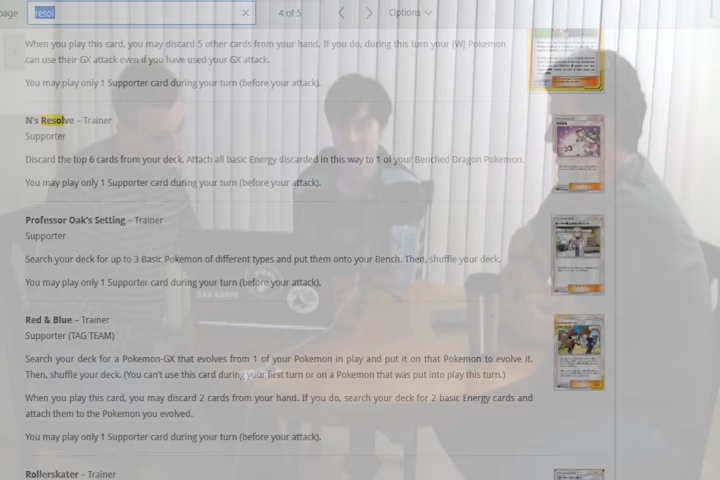 page resol × 4 of 5 Options
When you play this card, you may discard 5 other cards from your hand. If you do, during this turn your [W] Pokemon
can use their GX attack even if you have used your GX attack.
You may play only 1 Supporter card during your turn (before your attack).
N's Resolve – Trainer
Supporter
Discard the top 6 cards from your deck. Attach all basic Energy discarded in this way to 1 of your Benched Dragon Pokemon.
You may play only 1 Supporter card during your turn (before your attack).
Professor Oak's Setting – Trainer
Supporter
Search your deck for up to 3 Basic Pokemon of different types and put them onto your Bench. Then, shuffle your deck.
You may play only 1 Supporter card during your turn (before your attack).
Red & Blue – Trainer
Supporter (TAG TEAM)
Search your deck for a Pokemon-GX that evolves from 1 of your Pokemon in play and put it on that Pokemon to evolve it.
Then, shuffle your deck. (You can't use this card during your first turn or on a Pokemon that was put into play this turn.)
When you play this card, you may discard 2 cards from your hand. If you do, search your deck for 2 basic Energy cards and
attach them to the Pokemon you evolved.
You may play only 1 Supporter card during your turn (before your attack).
Rollerskater – Trainer